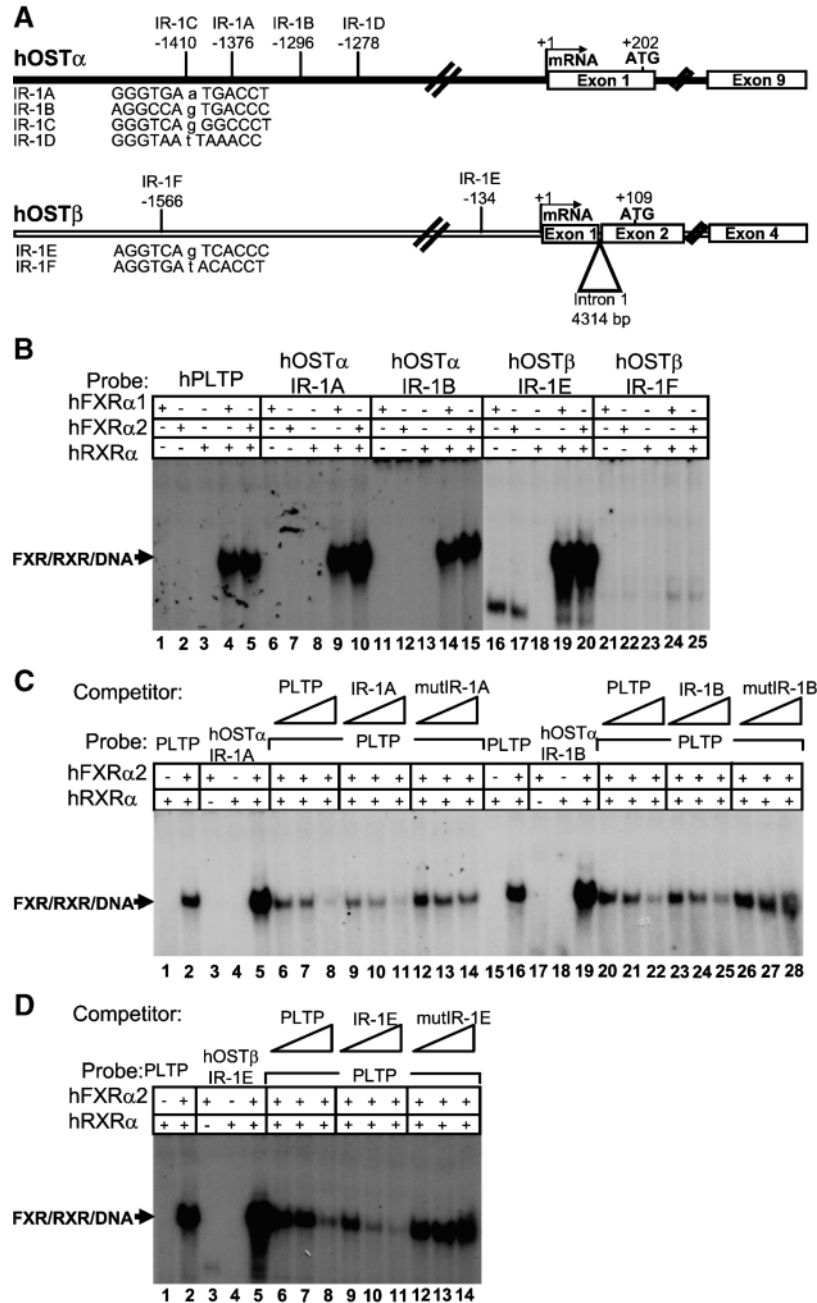 A
IR-1C IR-1A IR-1B IR-1D
-1410 -1376 -1296 -1278
hOSTα
+1
mRNA
+202
ATG
Exon 1 Exon 9
IR-1A GGGTGA a TGACCT
IR-1B AGGCCA g TGACCC
IR-1C GGGTCA g GGCCCT
IR-1D GGGTAA t TAAACC
IR-1F IR-1E
-1566 -134
hOSTβ
+1
mRNA
+109
ATG
Exon 1 Exon 2 Exon 4
IR-1E AGGTCA g TCACCC
IR-1F AGGTGA t ACACCT
Intron 1
4314 bp
B
hOSTα hOSTα hOSTβ hOSTβ
Probe: hPLTP IR-1A IR-1B IR-1E IR-1F
hFXRα1 + - - + - + - - + - + - - + - + - - + - + - - + -
hFXRα2 - + - - + - + - - + - + - - + - + - - + - + - - +
hRXRα - - + + + - - + + + - - + + + - - + + + - - + + +
FXR/RXR/DNA
1 2 3 4 5 6 7 8 9 10 11 12 13 14 15 16 17 18 19 20 21 22 23 24 25
C
Competitor: PLTP IR-1A mutIR-1A PLTP IR-1B mutIR-1B
Probe: PLTP hOSTα IR-1A PLTP PLTP hOSTα IR-1B PLTP
hFXRα2 - + + - + + + + + + + + + + - + + - + + + + + + + + + +
hRXRα + + - + + + + + + + + + + + + + - + + + + + + + + + + +
FXR/RXR/DNA
1 2 3 4 5 6 7 8 9 10 11 12 13 14 15 16 17 18 19 20 21 22 23 24 25 26 27 28
D
Competitor: PLTP IR-1E mutIR-1E
Probe: PLTP hOSTβ IR-1E PLTP
hFXRα2 - + + - + + + + + + + + + +
hRXRα + + - + + + + + + + + + + +
FXR/RXR/DNA
1 2 3 4 5 6 7 8 9 10 11 12 13 14